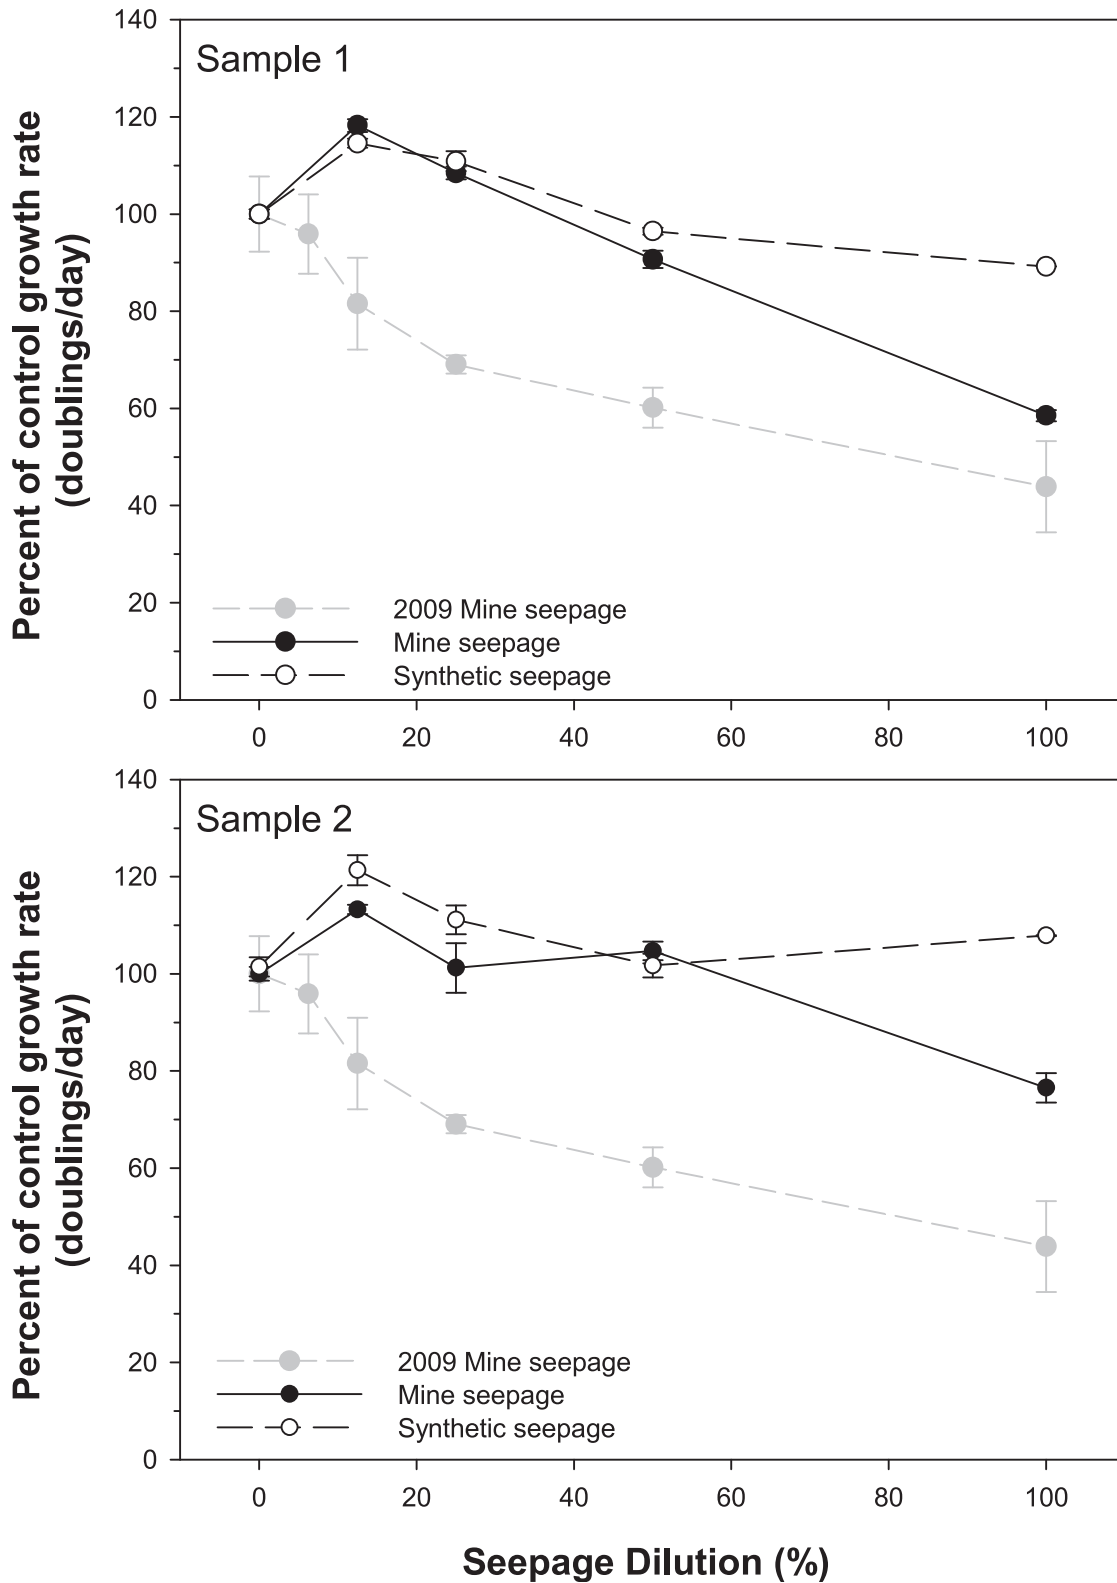 Sample 1
Percent of control growth rate
(doublings/day)
140
120
100
80
60
40
20
0
2009 Mine seepage
Mine seepage
Synthetic seepage
0 20 40 60 80 100
Sample 2
Percent of control growth rate
(doublings/day)
140
120
100
80
60
40
20
0
2009 Mine seepage
Mine seepage
Synthetic seepage
0 20 40 60 80 100
Seepage Dilution (%)